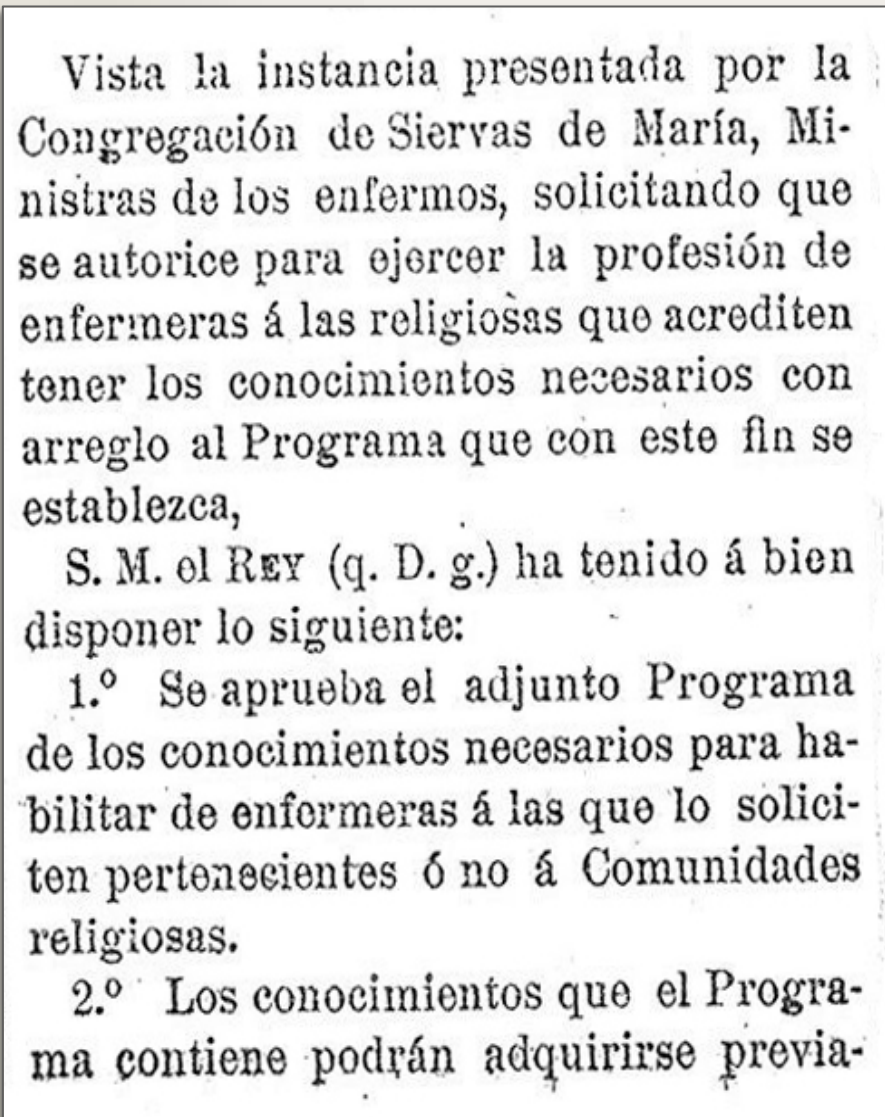 Vista la instancia presentada por la
Congregación de Siervas de María, Mi-
nistras de los enfermos, solicitando que
se autorice para ejercer la profesión de
enfermeras á las religiosas que acrediten
tener los conocimientos necesarios con
arreglo al Programa que con este fin se
establezca,
S. M. el REY (q. D. g.) ha tenido á bien
disponer lo siguiente:
1.º Se aprueba el adjunto Programa
de los conocimientos necesarios para ha-
bilitar de enfermeras á las que lo solici-
ten pertenecientes ó no á Comunidades
religiosas.
2.º Los conocimientos que el Progra-
ma contiene podrán adquirirse previa-